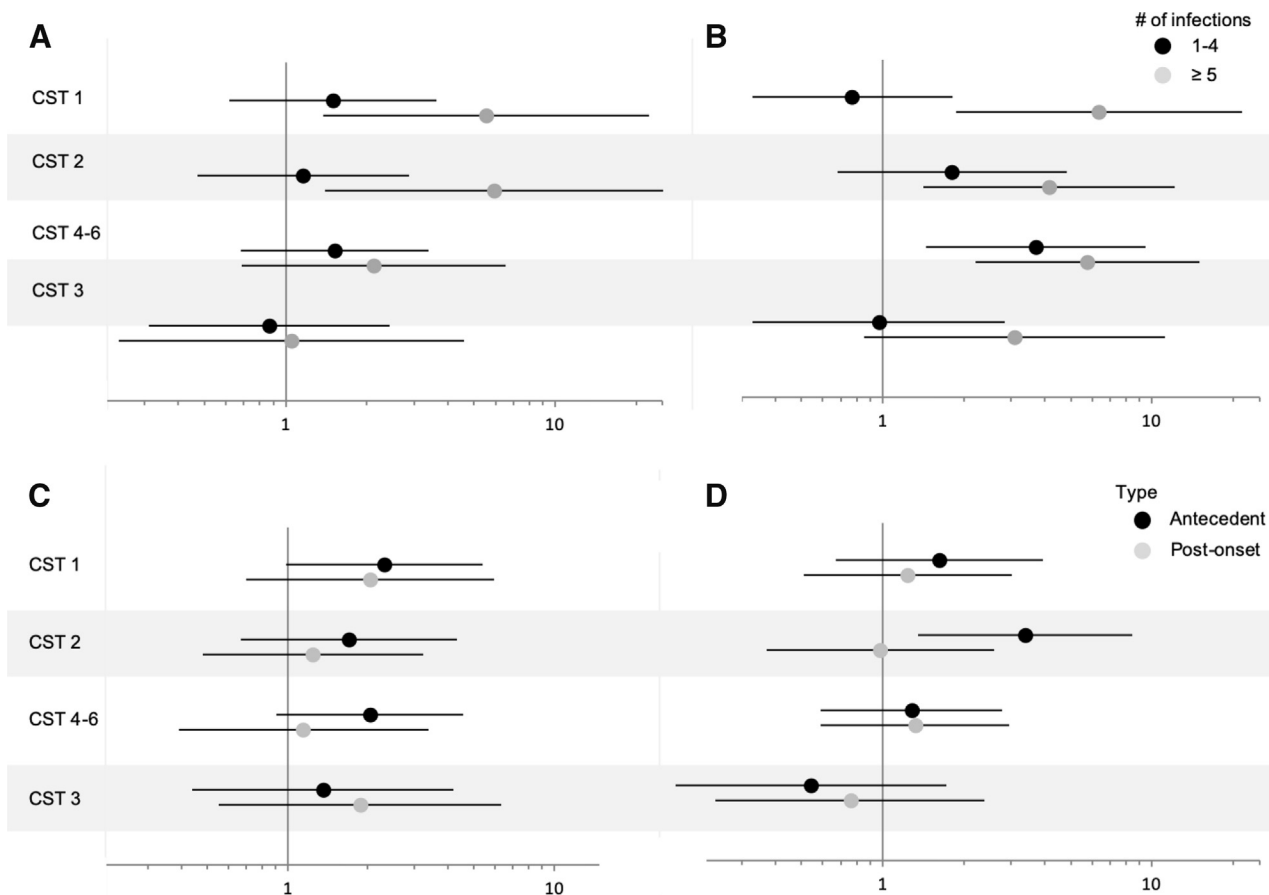 A
B
# of infections
1-4
≥ 5
CST 1
CST 2
CST 4-6
CST 3
1
10
1
10
C
D
Type
Antecedent
Post-onset
CST 1
CST 2
CST 4-6
CST 3
1
10
1
10